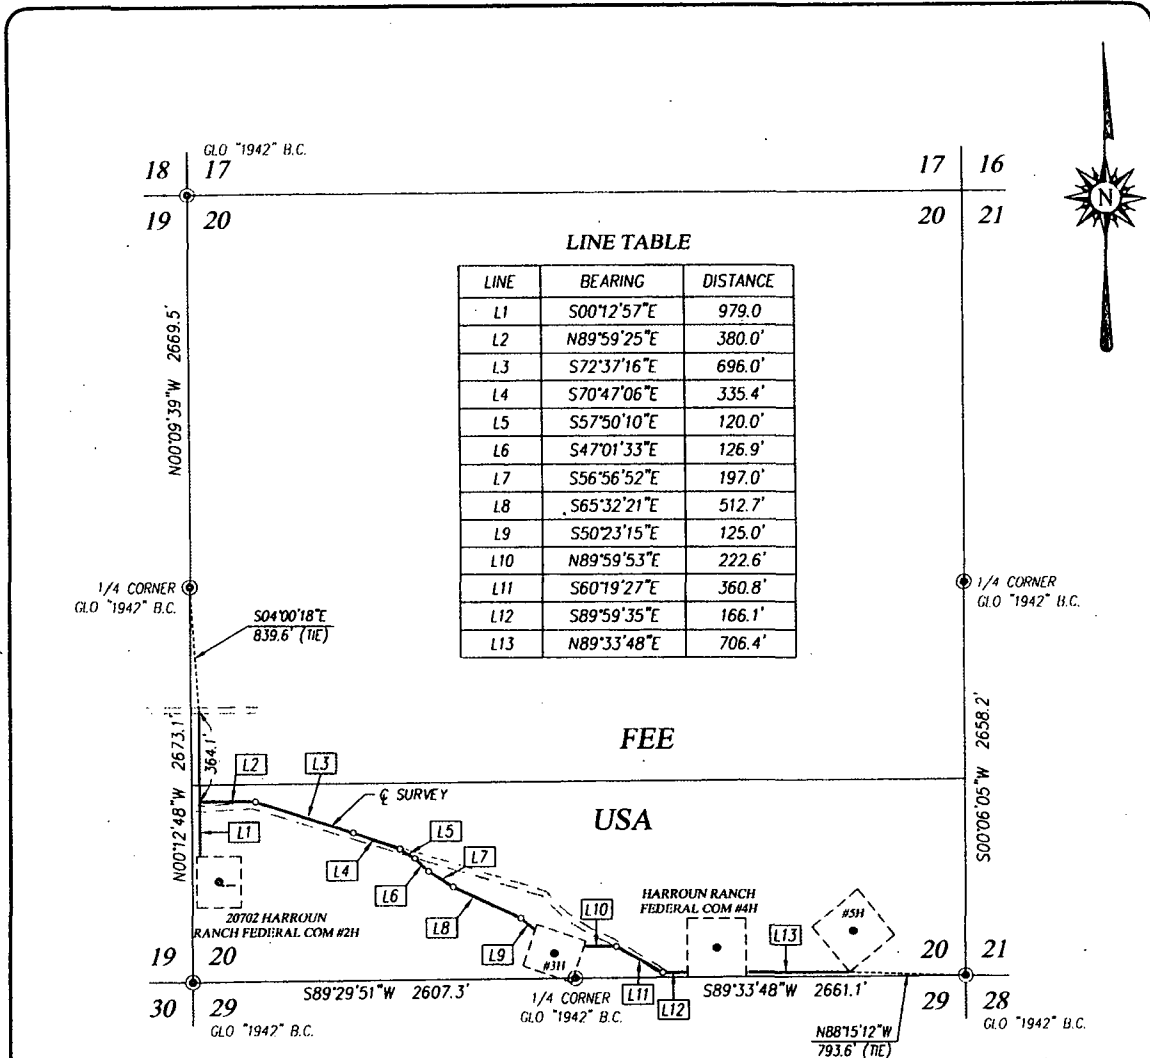 GLO "1942" B.C.
18 17
17 16
19 20
20 21
N
LINE TABLE
LINE BEARING DISTANCE
L1 S00°12'57"E 979.0
L2 N89°59'25"E 380.0'
L3 S72°37'16"E 696.0'
L4 S70°47'06"E 335.4'
L5 S57°50'10"E 120.0'
L6 S47°01'33"E 126.9'
L7 S56°56'52"E 197.0'
L8 S65°32'21"E 512.7'
L9 S50°23'15"E 125.0'
L10 N89°59'53"E 222.6'
L11 S60°19'27"E 360.8'
L12 S89°59'35"E 166.1'
L13 N89°33'48"E 706.4'
N00°09'39"W 2669.5'
1/4 CORNER
GLO "1942" B.C.
1/4 CORNER
GLO "1942" B.C.
S04°00'18"E
839.6' (TIE)
N00°12'48"W 2673.1'
364.1'
S00°06'05"W 2658.2'
FEE
L2
L3
℄ SURVEY
USA
L1
L4
L5
L7
L6
L8
L9
L10
HARROUN RANCH
FEDERAL COM #4H
#5H
L13
20702 HARROUN
RANCH FEDERAL COM #2H
#3H
19 20
20 21
S89°29'51"W 2607.3'
1/4 CORNER
GLO "1942" B.C.
L11
L12
S89°33'48"W 2661.1'
30 29
GLO "1942" B.C.
29 28
GLO "1942" B.C.
N88°15'12"W
793.6' (TIE)